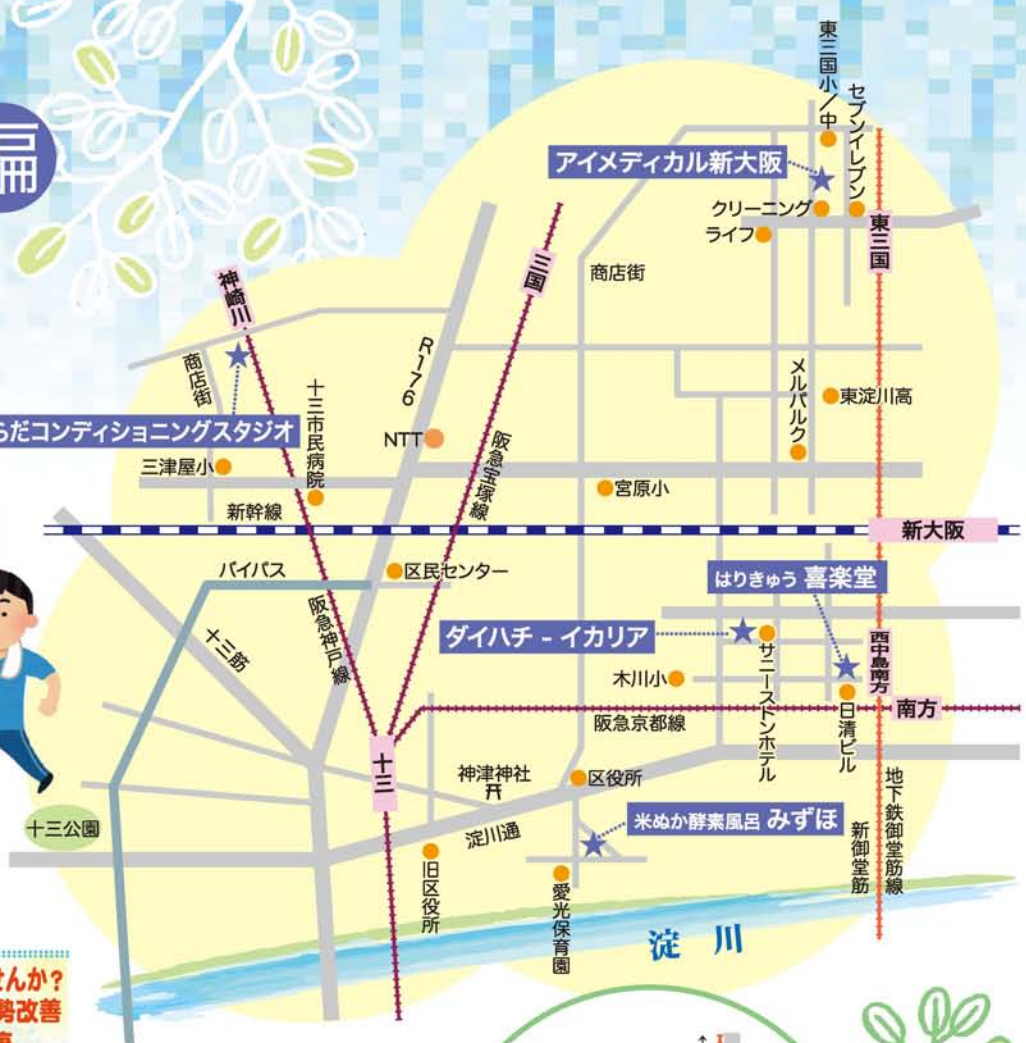 編
東三国小/中
セブンイレブン
アイメディカル新大阪
クリーニング
ライフ
東三国
三国
商店街
神崎川
商店街
R176
十三市民病院
メルパルク
東淀川高
らだコンディショニングスタジオ
NTT
阪急宝塚線
三津屋小
宮原小
新幹線
新大阪
バイパス
区民センター
はりきゅう 喜楽堂
阪急神戸線
十三筋
ダイハチ - イカリア
サニーストンホテル
西中島南方
木川小
南方
阪急京都線
日清ビル
十三
神津神社
区役所
地下鉄御堂筋線
新御堂筋
米ぬか酵素風呂 みずほ
十三公園
淀川通
旧区役所
愛光保育園
淀川
せんか?
勢改善